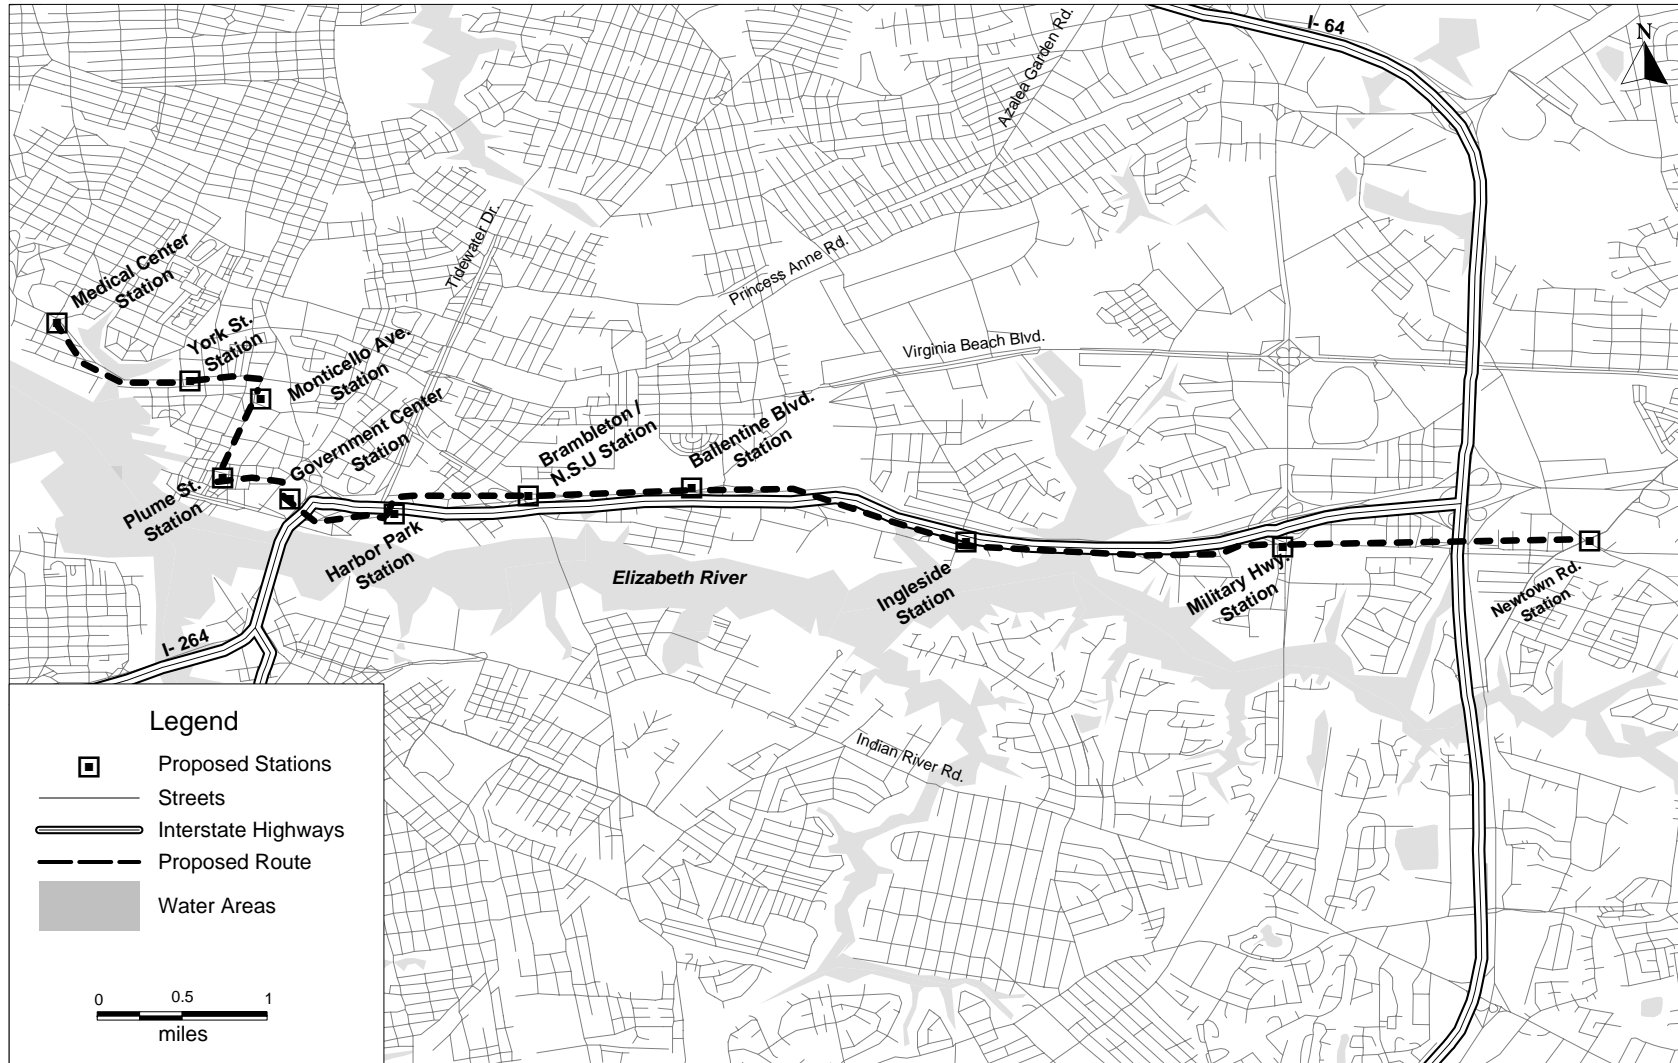 I- 64
N
Azalea Garden Rd.
Tidewater Dr.
Princess Anne Rd.
Medical Center
Station
York St.
Station
Monticello Ave.
Station
Virginia Beach Blvd.
Government Center
Station
Brambleton /
N.S.U Station
Ballentine Blvd.
Station
Plume St.
Station
Harbor Park
Station
Elizabeth River
Ingleside
Station
Military Hwy.
Station
Newtown Rd.
Station
I- 264
Indian River Rd.
Legend
Proposed Stations
Streets
Interstate Highways
Proposed Route
Water Areas
0 0.5 1
miles